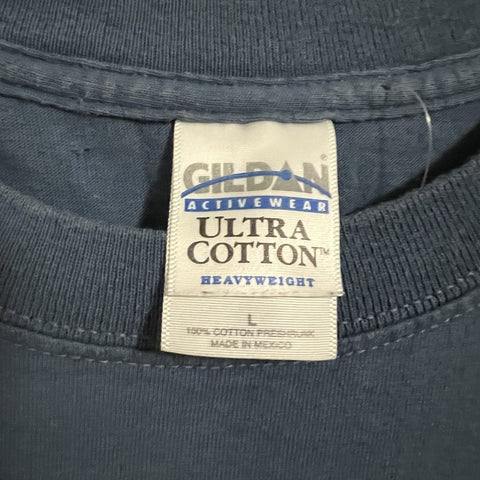 GILDAN®
ACTIVEWEAR
ULTRA
COTTON™
HEAVYWEIGHT
L
100% COTTON PRESHRUNK
MADE IN MEXICO